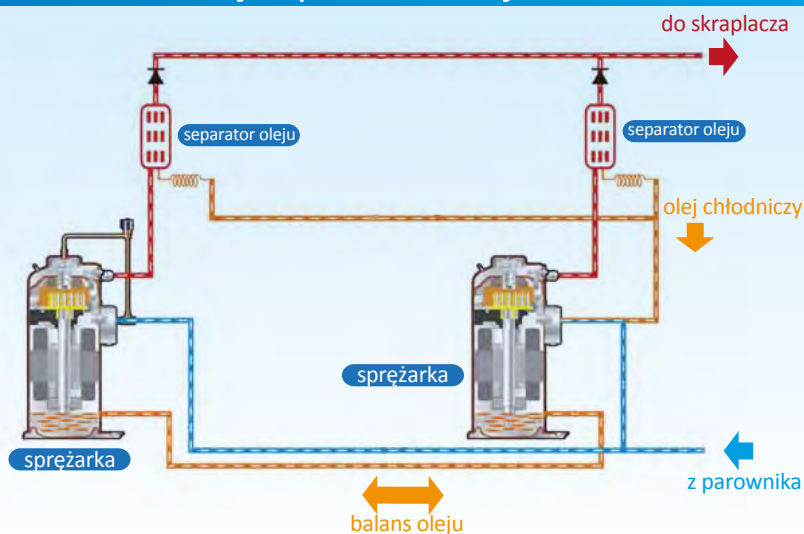 do skraplacza
separator oleju
separator oleju
olej chłodniczy
sprężarka
sprężarka
z parownika
balans oleju